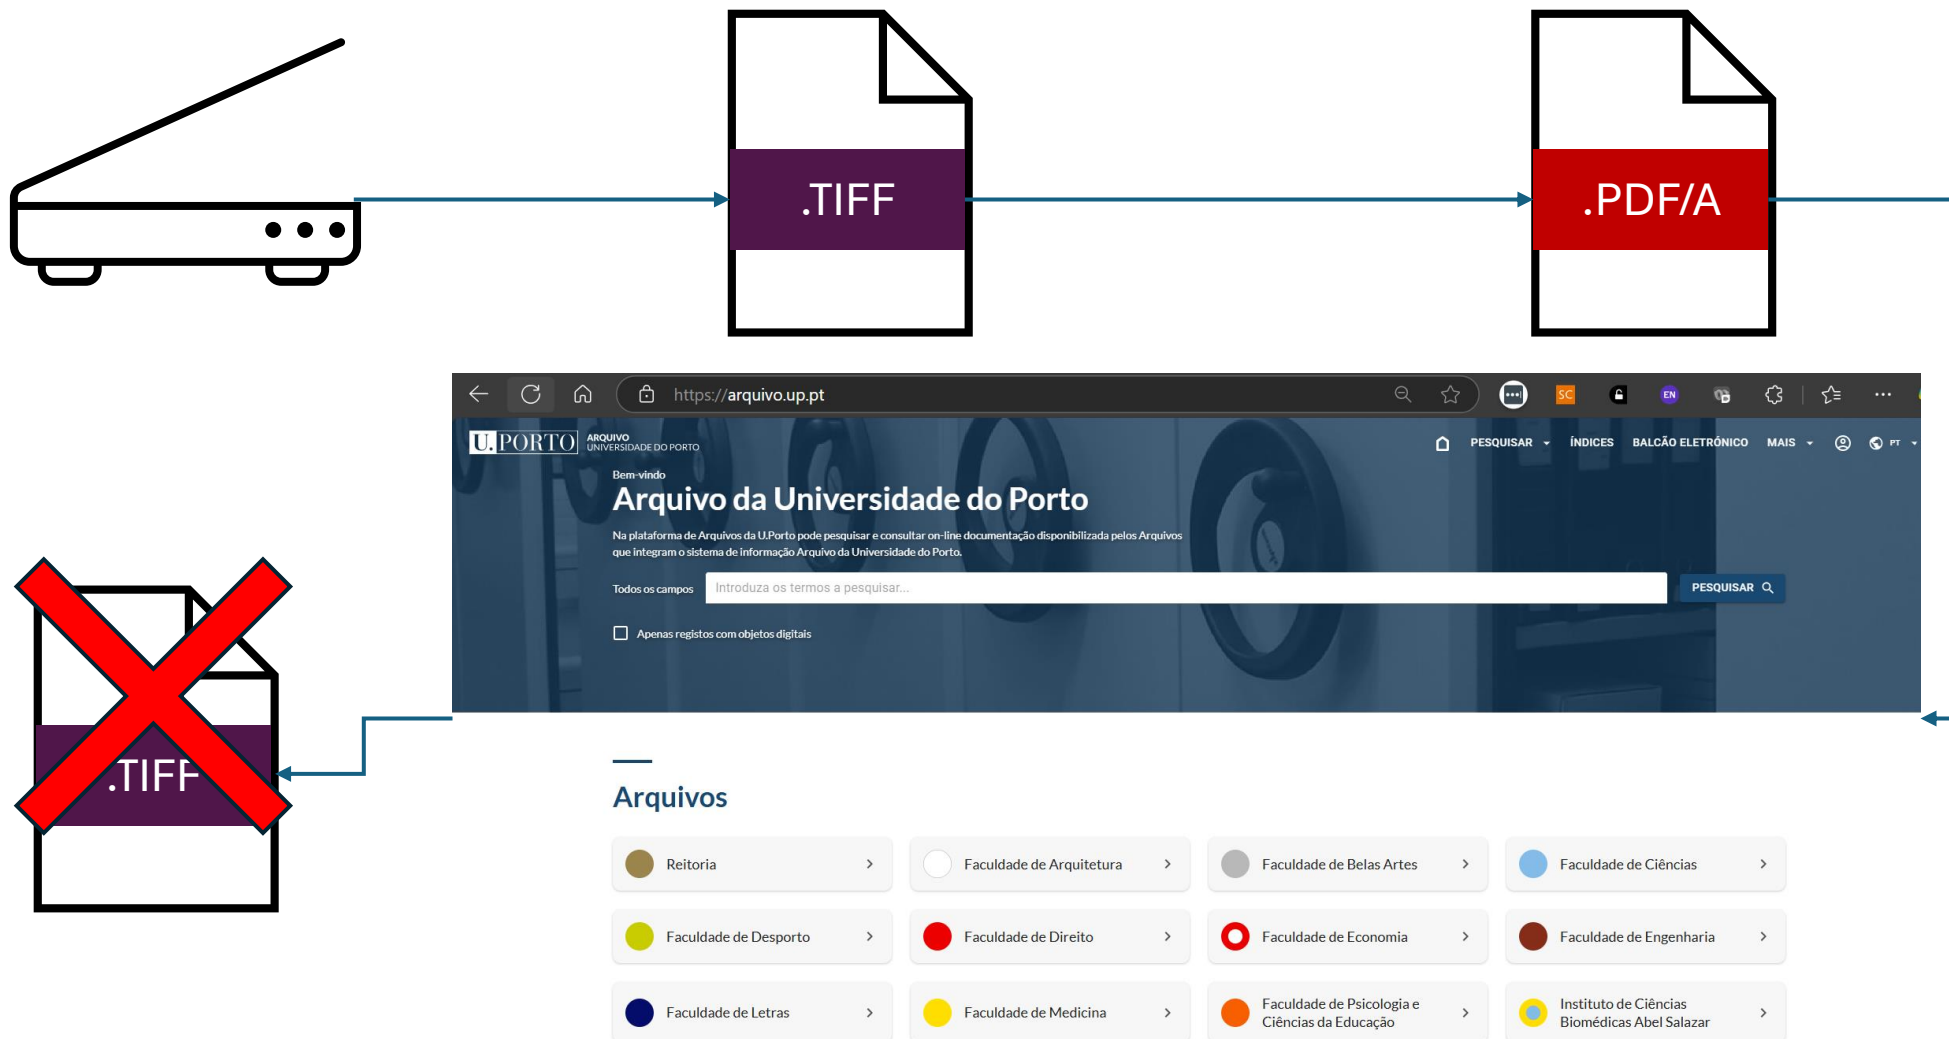 .TIFF
.PDF/A
https://arquivo.up.pt
SC
EN
U.PORTO
ARQUIVO
UNIVERSIDADE DO PORTO
PESQUISAR
ÍNDICES
BALCÃO ELETRÓNICO
MAIS
PT
Bem-vindo
Arquivo da Universidade do Porto
Na plataforma de Arquivos da U.Porto pode pesquisar e consultar on-line documentação disponibilizada pelos Arquivos
que integram o sistema de informação Arquivo da Universidade do Porto.
Todos os campos
Introduza os termos a pesquisar...
PESQUISAR
Apenas registos com objetos digitais
.TIFF
Arquivos
Reitoria
Faculdade de Arquitetura
Faculdade de Belas Artes
Faculdade de Ciências
Faculdade de Desporto
Faculdade de Direito
Faculdade de Economia
Faculdade de Engenharia
Faculdade de Letras
Faculdade de Medicina
Faculdade de Psicologia e
Ciências da Educação
Instituto de Ciências
Biomédicas Abel Salazar